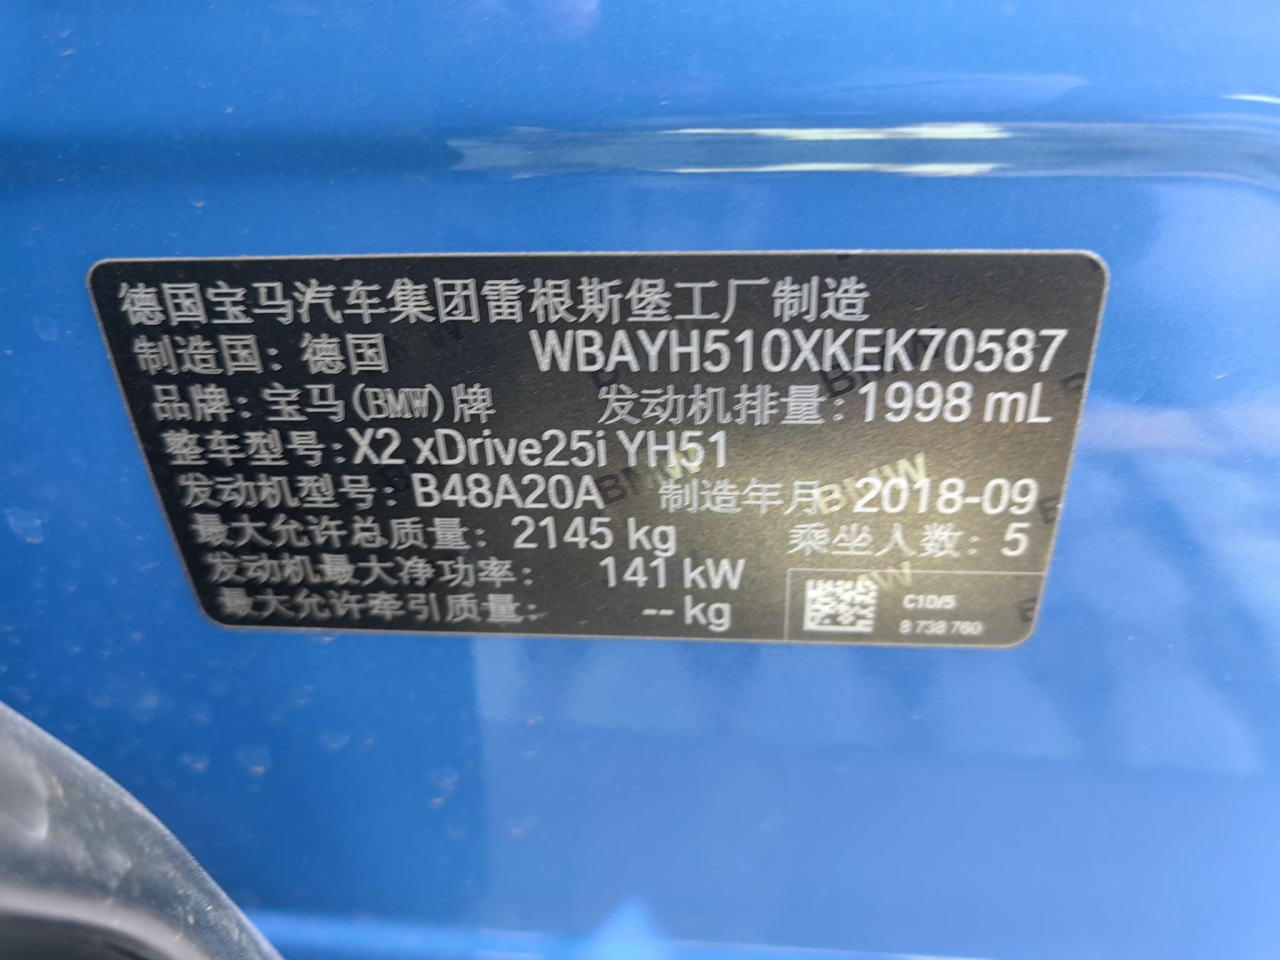 德国宝马汽车集团雷根斯堡工厂制造
制造国：德国 WBAYH510XKEK70587
品牌：宝马(BMW)牌 发动机排量：1998 mL
整车型号：X2 xDrive25i YH51
发动机型号：B48A20A 制造年月：2018-09
最大允许总质量：2145 kg 乘坐人数：5
发动机最大净功率：141 kW
最大允许牵引质量：-- kg
C10/5
8 738 760